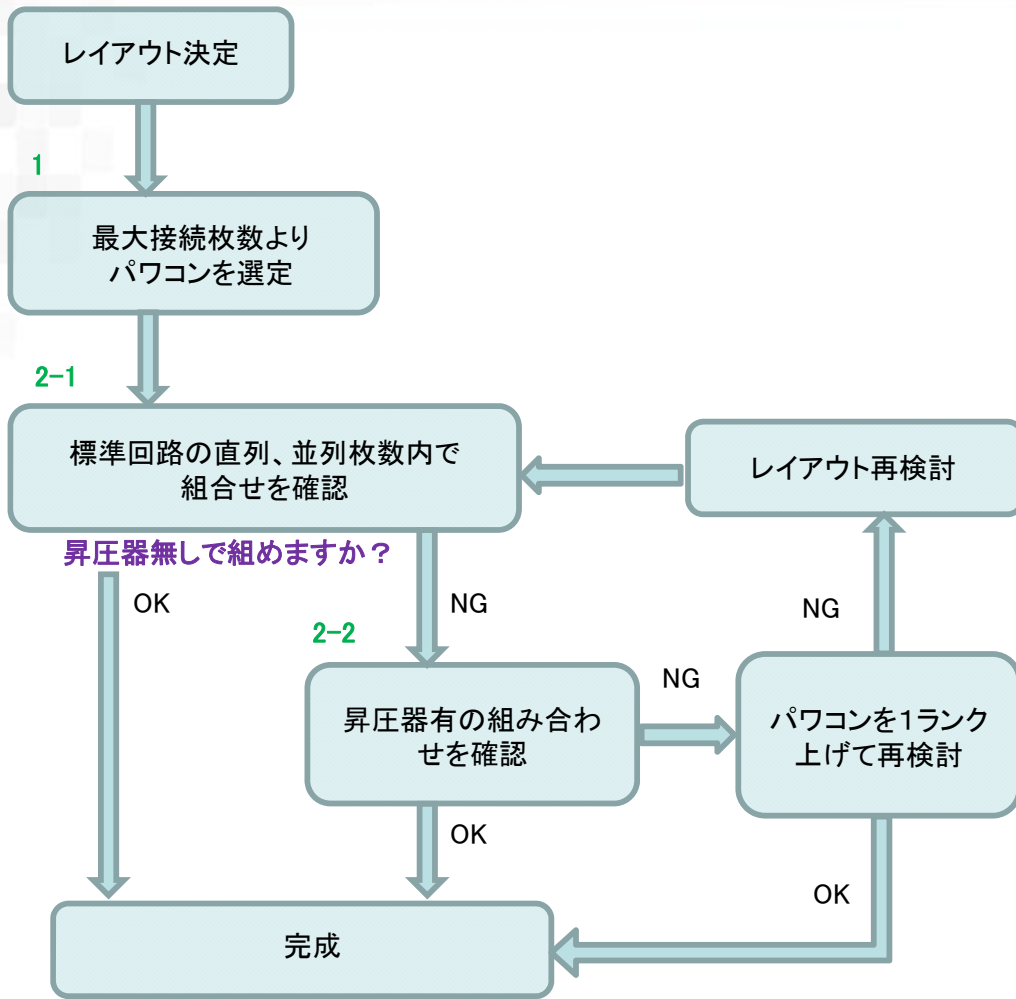 レイアウト決定
1
最大接続枚数より
パワコンを選定
2-1
標準回路の直列、並列枚数内で
組合せを確認
レイアウト再検討
昇圧器無しで組めますか？
OK
NG
NG
2-2
NG
昇圧器有の組み合わ
せを確認
パワコンを１ランク
上げて再検討
OK
OK
完成